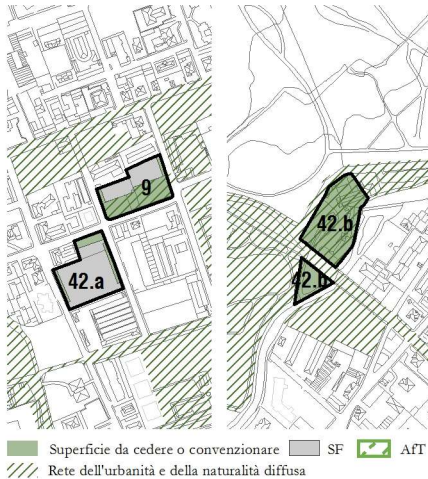 9
42.a
42.b
42.b
Superficie da cedere o convenzionare SF AfT
Rete dell'urbanità e della naturalità diffusa